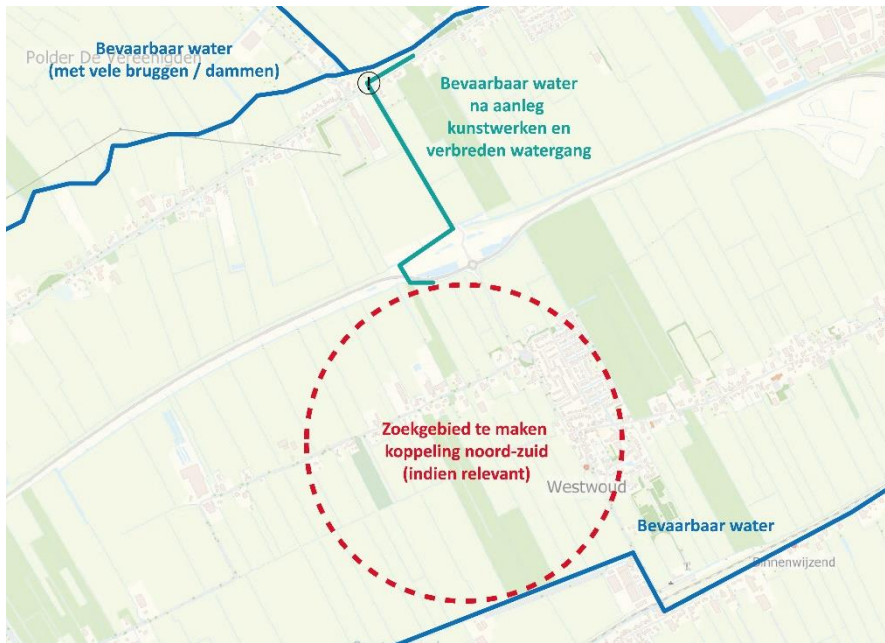 Bevaarbaar water
Polder De Vereenigden
(met vele bruggen / dammen)
Bevaarbaar water
na aanleg
kunstwerken en
verbreden watergang
Zoekgebied te maken
koppeling noord-zuid
(indien relevant)
Westwoud
Bevaarbaar water
Binnenwijzend